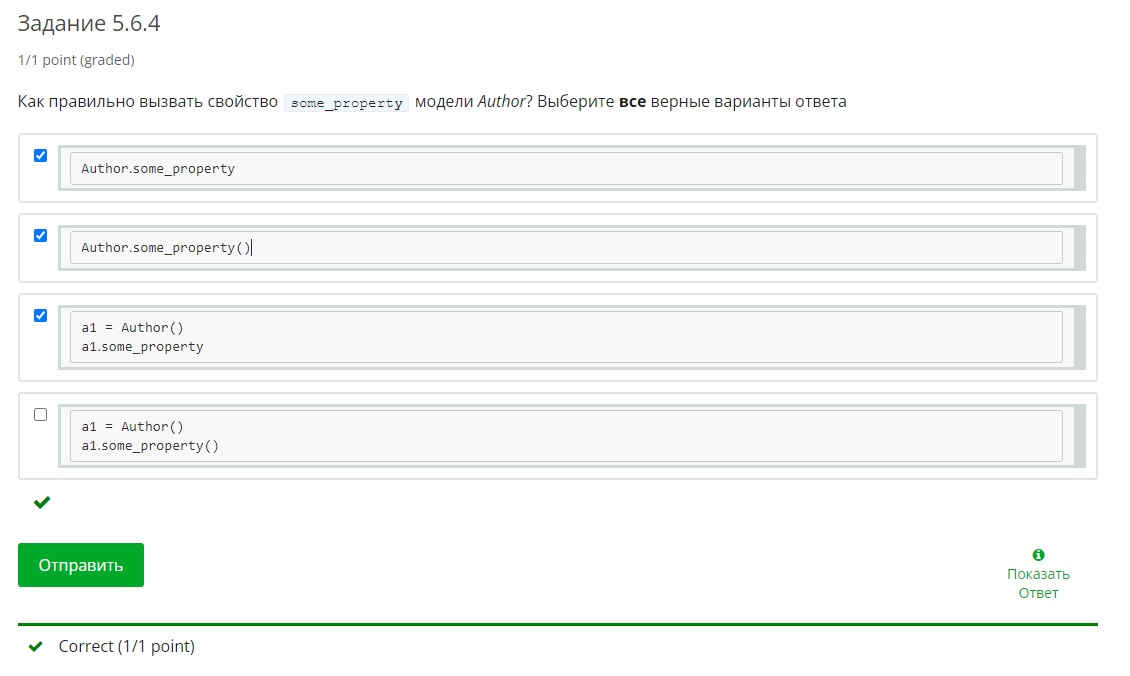 Задание 5.6.4
1/1 point (graded)
Как правильно вызвать свойство some_property модели Author? Выберите все верные варианты ответа
Author.some_property
Author.some_property()
a1 = Author()
a1.some_property
a1 = Author()
a1.some_property()
Отправить
Показать
Ответ
Correct (1/1 point)